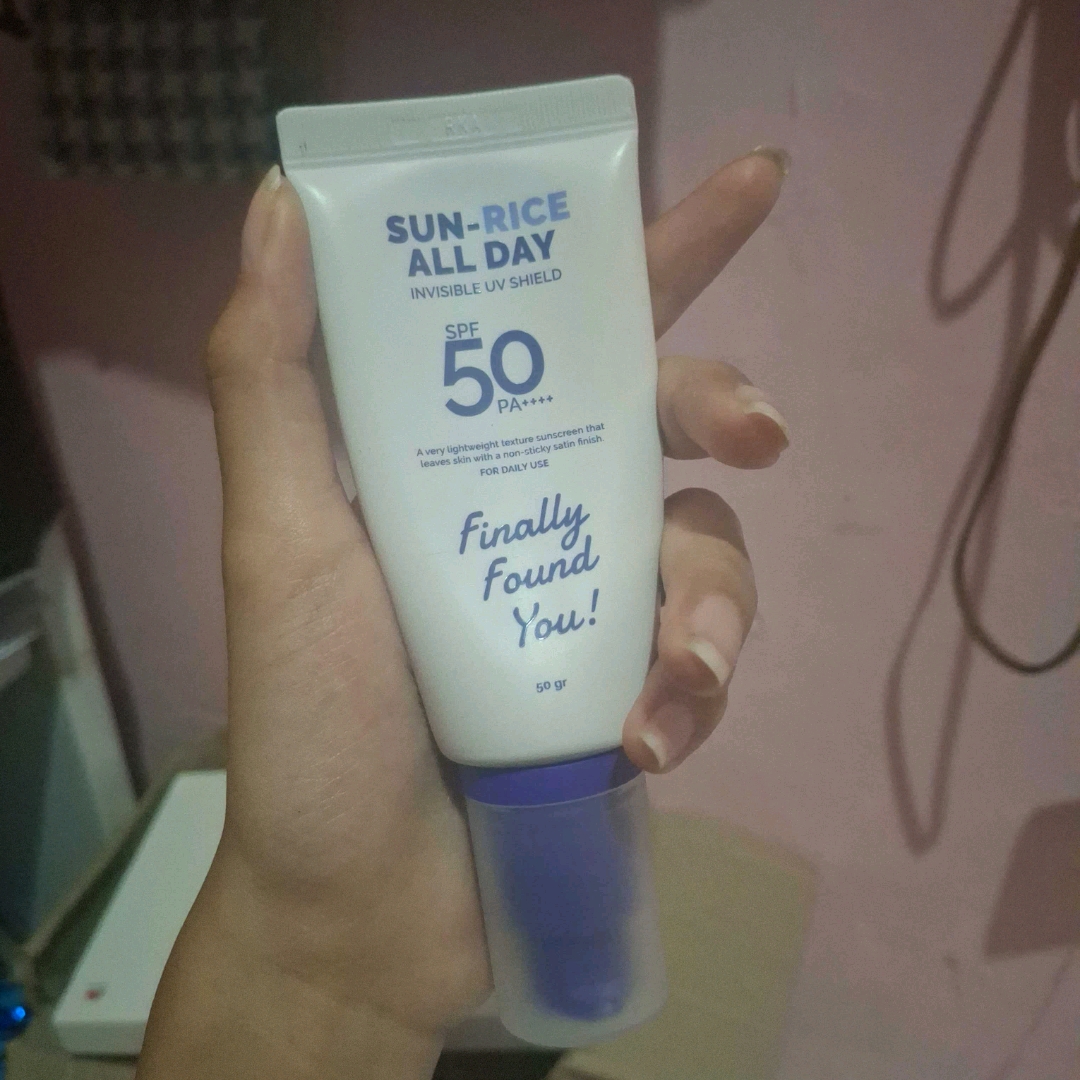 SUN-RICE
ALL DAY
INVISIBLE UV SHIELD
SPF
50
PA++++
A very lightweight texture sunscreen that
leaves skin with a non-sticky satin finish.
FOR DAILY USE
Finally
Found
You!
50 gr